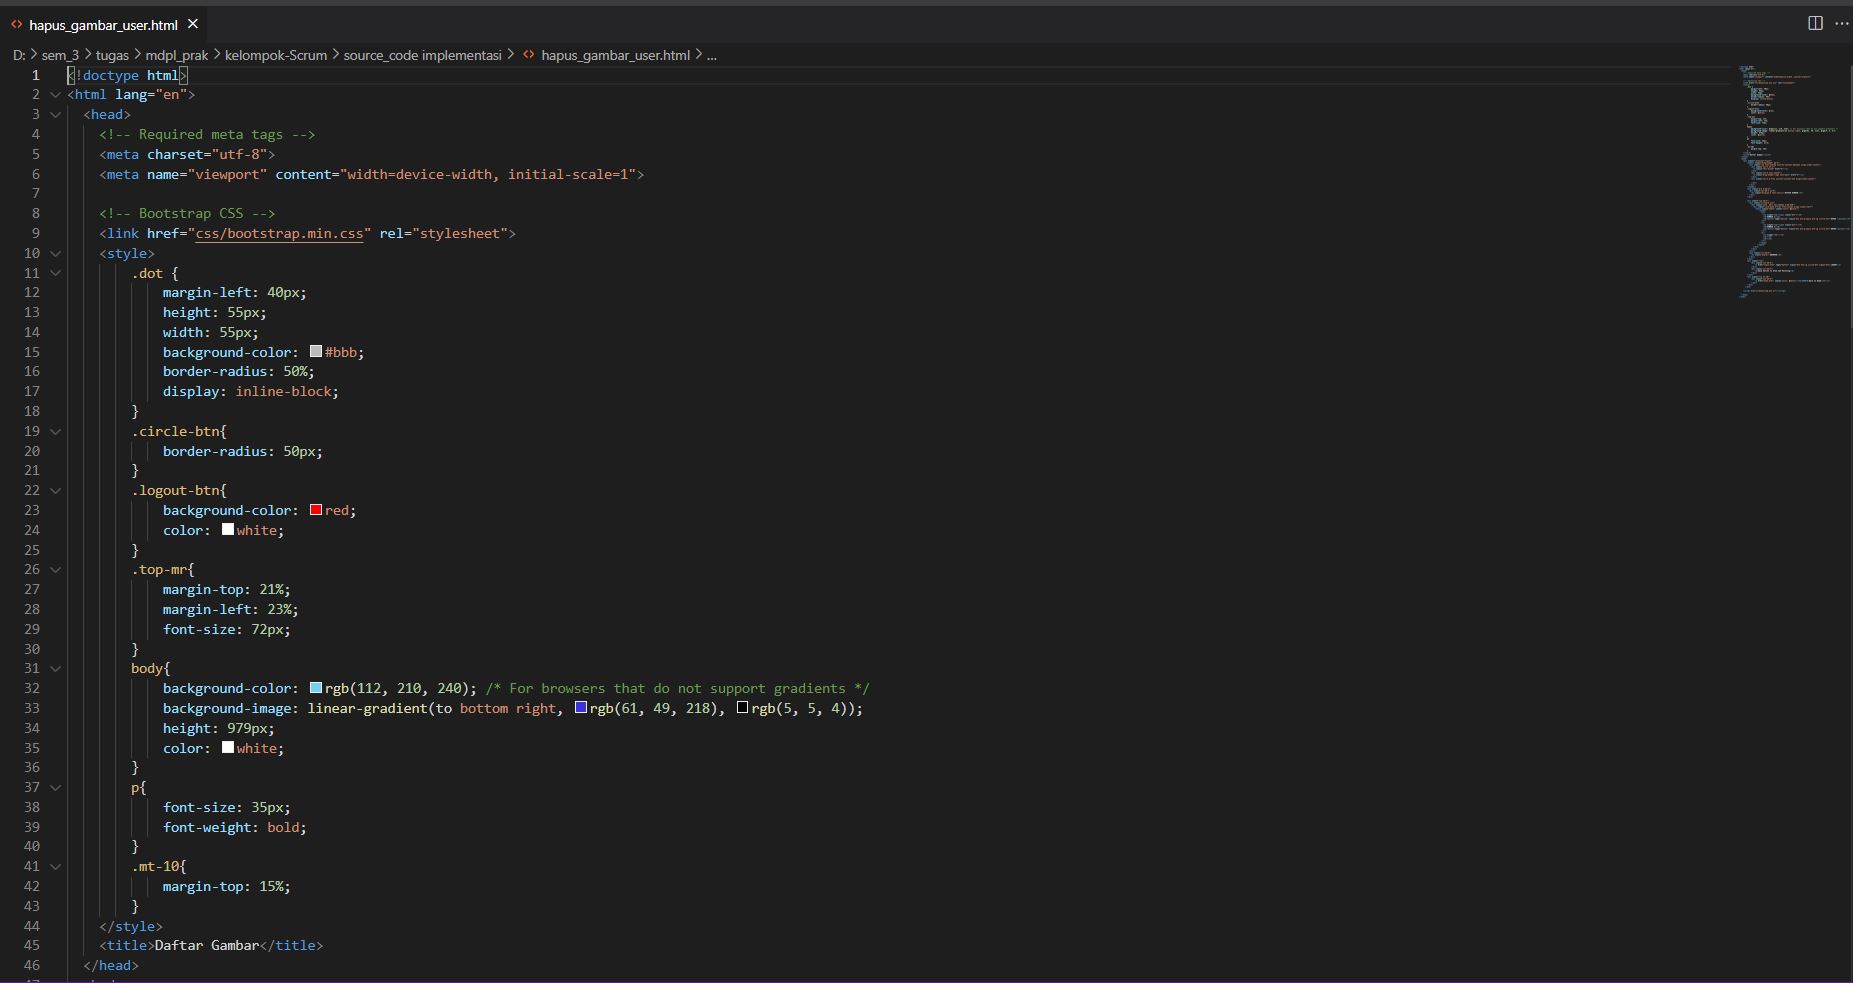 hapus_gambar_user.html
D: > sem_3 > tugas > mdpl_prak > kelompok-Scrum > source_code implementasi > hapus_gambar_user.html > ...
1 <!doctype html>
2 <html lang="en">
3 <head>
4 <!-- Required meta tags -->
5 <meta charset="utf-8">
6 <meta name="viewport" content="width=device-width, initial-scale=1">
7
8 <!-- Bootstrap CSS -->
9 <link href="css/bootstrap.min.css" rel="stylesheet">
10 <style>
11 .dot {
12 margin-left: 40px;
13 height: 55px;
14 width: 55px;
15 background-color: #bbb;
16 border-radius: 50%;
17 display: inline-block;
18 }
19 .circle-btn{
20 border-radius: 50px;
21 }
22 .logout-btn{
23 background-color: red;
24 color: white;
25 }
26 .top-mr{
27 margin-top: 21%;
28 margin-left: 23%;
29 font-size: 72px;
30 }
31 body{
32 background-color: rgb(112, 210, 240); /* For browsers that do not support gradients */
33 background-image: linear-gradient(to bottom right, rgb(61, 49, 218), rgb(5, 5, 4));
34 height: 979px;
35 color: white;
36 }
37 p{
38 font-size: 35px;
39 font-weight: bold;
40 }
41 .mt-10{
42 margin-top: 15%;
43 }
44 </style>
45 <title>Daftar Gambar</title>
46 </head>